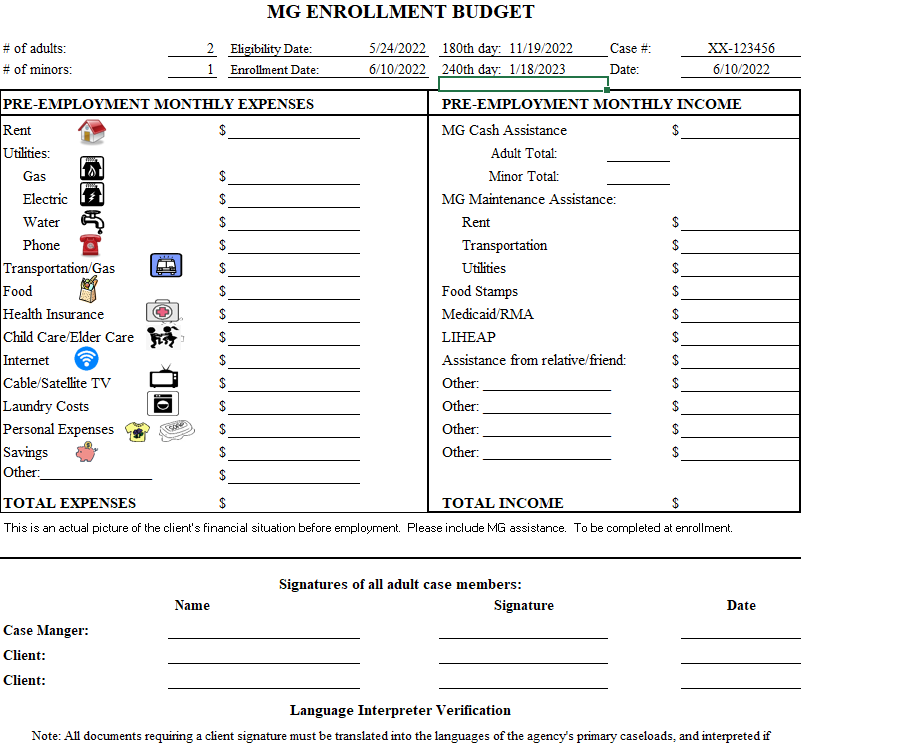 MG ENROLLMENT BUDGET
# of adults: 2 Eligibility Date: 5/24/2022 180th day: 11/19/2022 Case #: XX-123456
# of minors: 1 Enrollment Date: 6/10/2022 240th day: 1/18/2023 Date: 6/10/2022
PRE-EMPLOYMENT MONTHLY EXPENSES
Rent $
Utilities:
Gas $
Electric $
Water $
Phone $
Transportation/Gas $
Food $
Health Insurance $
Child Care/Elder Care $
Internet $
Cable/Satellite TV $
Laundry Costs $
Personal Expenses $
Savings $
Other: $
TOTAL EXPENSES $
PRE-EMPLOYMENT MONTHLY INCOME
MG Cash Assistance $
Adult Total:
Minor Total:
MG Maintenance Assistance:
Rent $
Transportation $
Utilities $
Food Stamps $
Medicaid/RMA $
LIHEAP $
Assistance from relative/friend: $
Other: $
Other: $
Other: $
Other: $
TOTAL INCOME $
This is an actual picture of the client's financial situation before employment. Please include MG assistance. To be completed at enrollment.
Signatures of all adult case members:
Name Signature Date
Case Manger:
Client:
Client:
Language Interpreter Verification
Note: All documents requiring a client signature must be translated into the languages of the agency's primary caseloads, and interpreted if